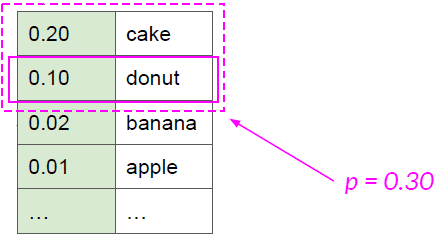 0.20 cake
0.10 donut
0.02 banana
0.01 apple
... ...
p = 0.30